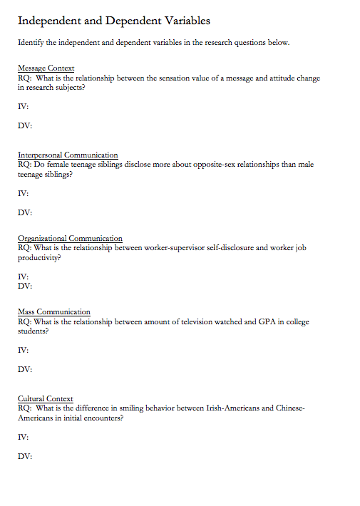 Independent and Dependent Variables
Identify the independent and dependent variables in the research questions below.
Message Context
RQ: What is the relationship between the sensation value of a message and attitude change
in research subjects?
IV:
DV:
Interpersonal Communication
RQ: Do female teenage siblings disclose more about opposite-sex relationships than male
teenage siblings?
IV:
DV:
Organizational Communication
RQ: What is the relationship between worker-supervisor self-disclosure and worker job
productivity?
IV:
DV:
Mass Communication
RQ: What is the relationship between amount of television watched and GPA in college
students?
IV:
DV:
Cultural Context
RQ: What is the difference in smiling behavior between Irish-Americans and Chinese-
Americans in initial encounters?
IV:
DV: